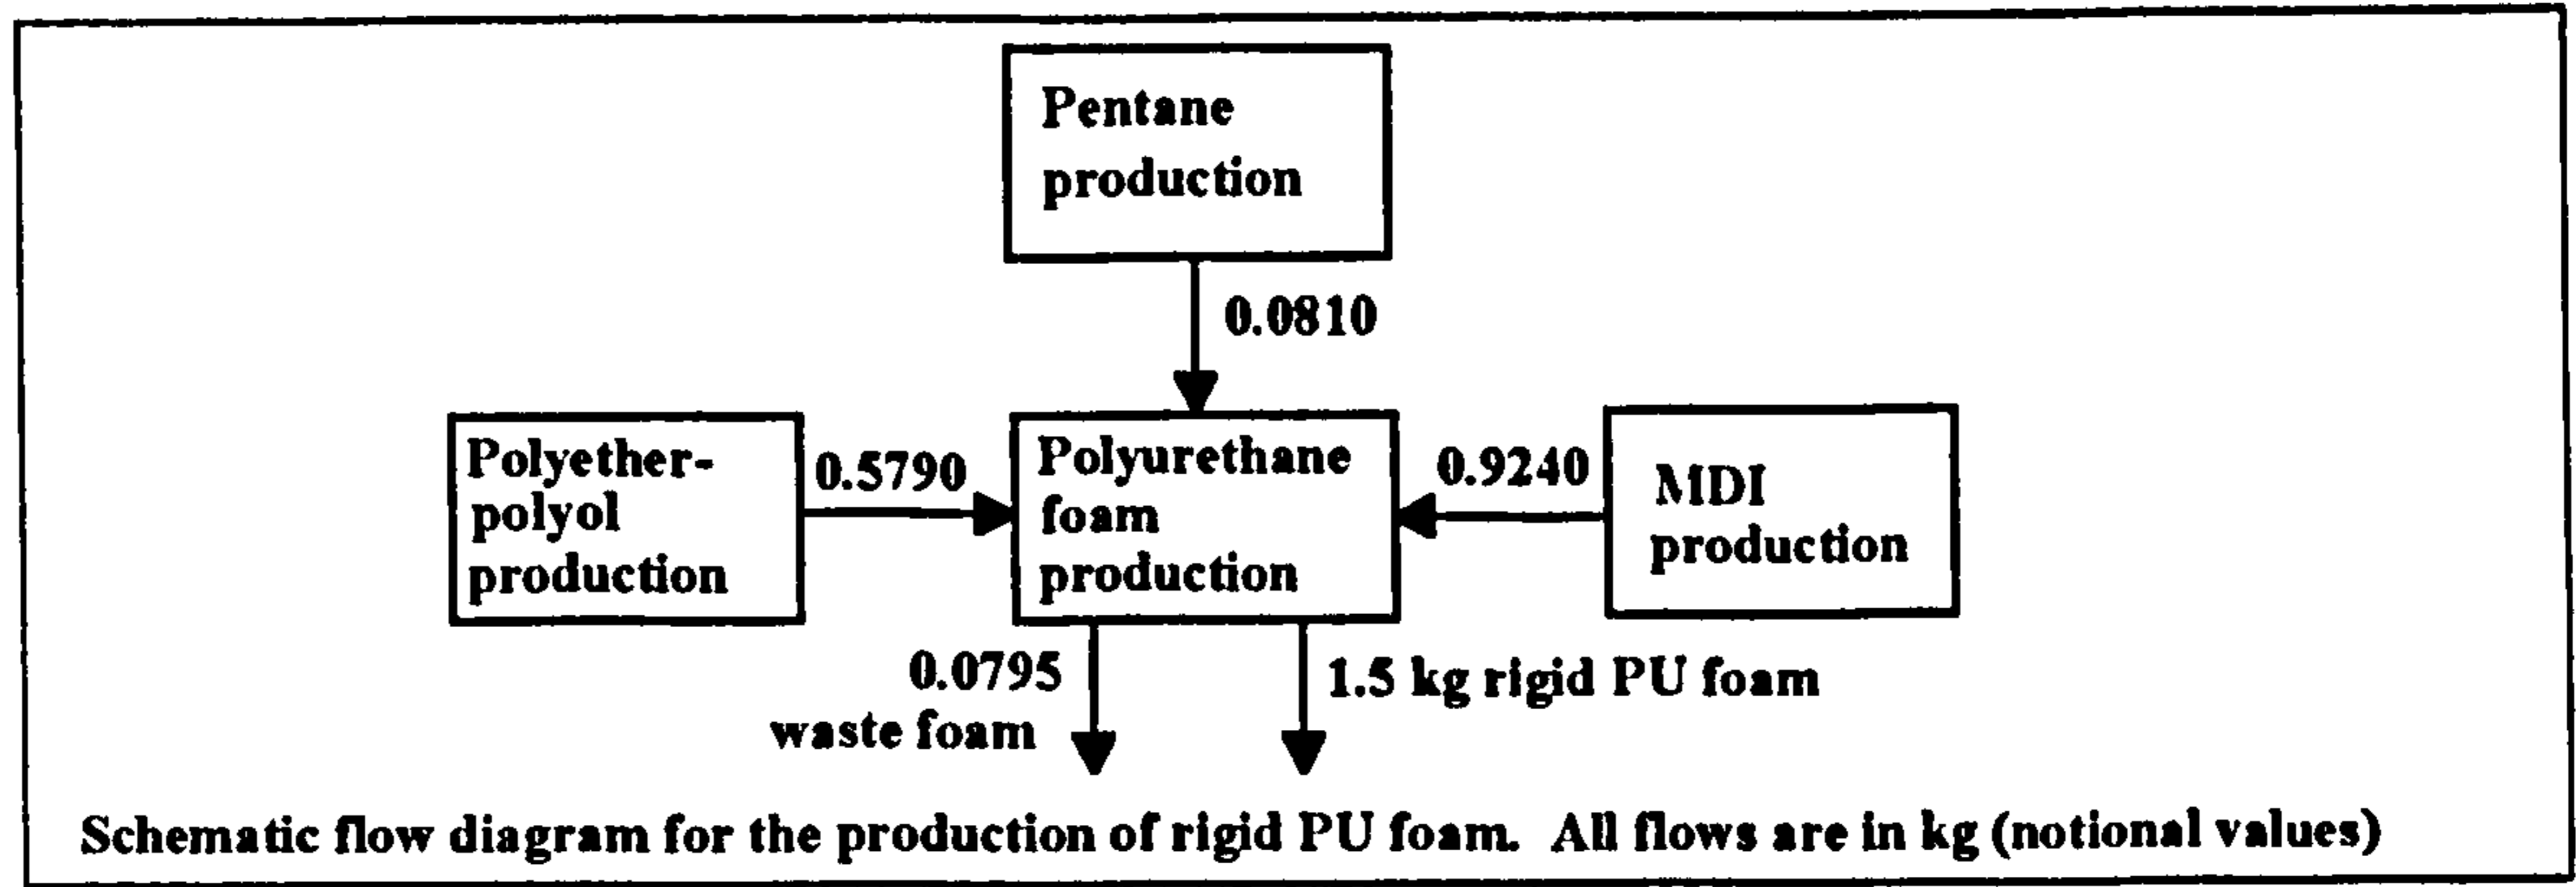 Pentane
production
0.0810
Polyether-
polyol
production
0.5790
Polyurethane
foam
production
0.9240
MDI
production
0.0795
waste foam
1.5 kg rigid PU foam
Schematic flow diagram for the production of rigid PU foam. All flows are in kg (notional values)